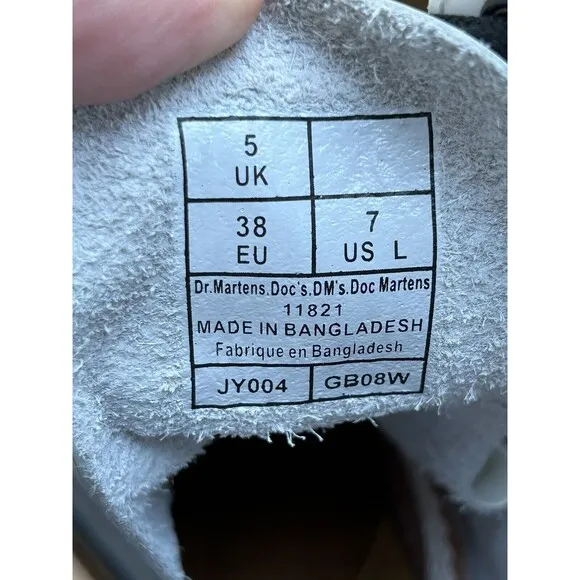 5
UK
38
EU
7
US L
Dr.Martens.Doc's.DM's.Doc Martens
11821
MADE IN BANGLADESH
Fabrique en Bangladesh
JY004
GB08W